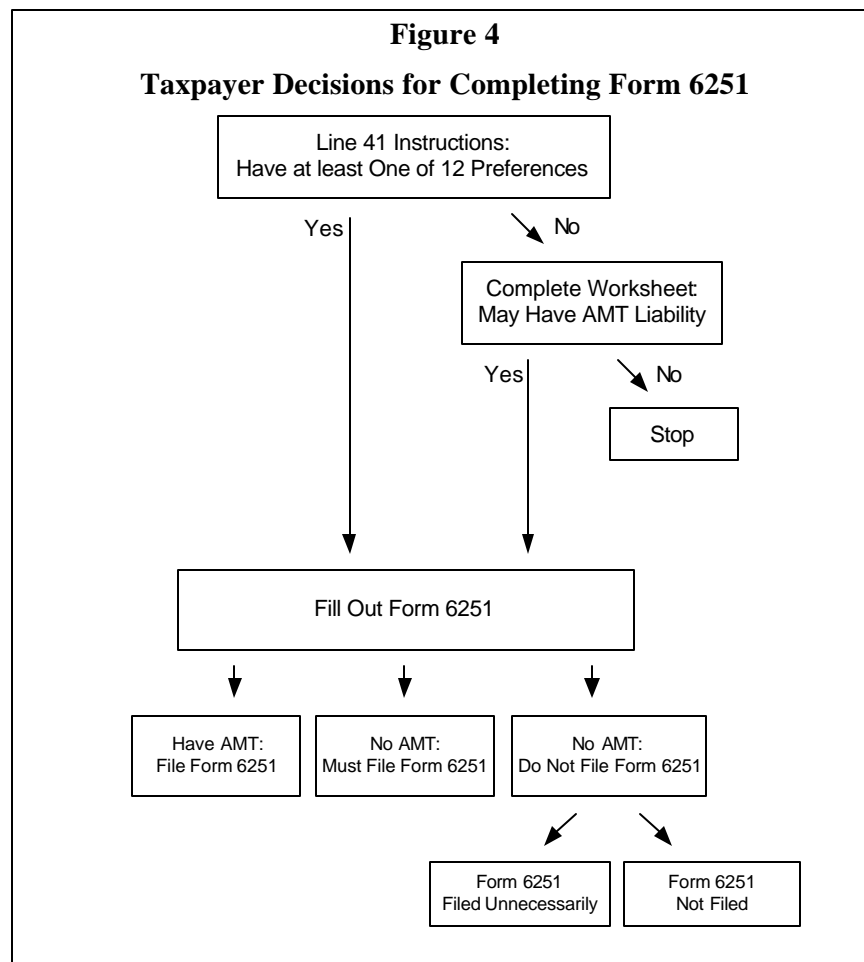 Figure 4
Taxpayer Decisions for Completing Form 6251
Line 41 Instructions:
Have at least One of 12 Preferences
Yes
No
Complete Worksheet:
May Have AMT Liability
Yes
No
Stop
Fill Out Form 6251
Have AMT:
File Form 6251
No AMT:
Must File Form 6251
No AMT:
Do Not File Form 6251
Form 6251
Filed Unnecessarily
Form 6251
Not Filed